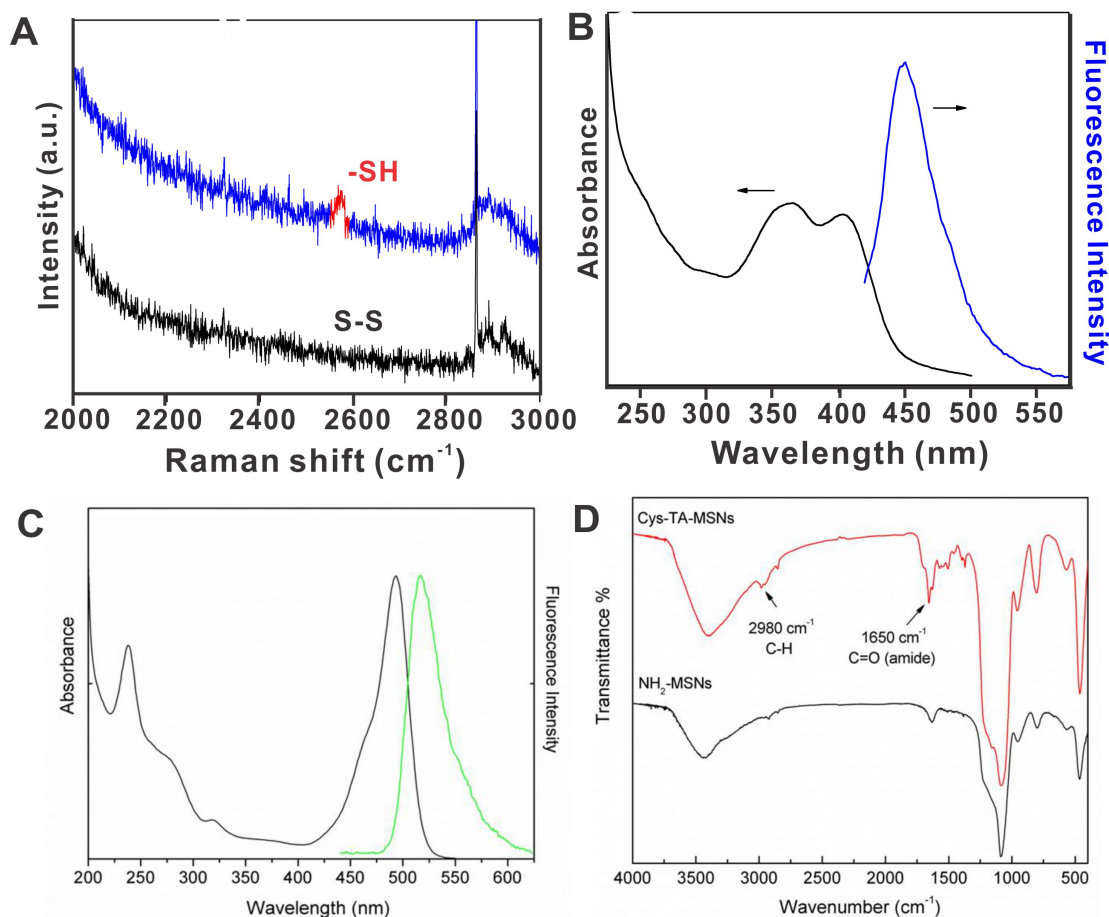 A
Intensity (a.u.)
-SH
S-S
2000 2200 2400 2600 2800 3000
Raman shift (cm⁻¹)
B
Absorbance
Fluorescence Intensity
250 300 350 400 450 500 550
Wavelength (nm)
C
Absorbance
Fluorescence Intensity
200 250 300 350 400 450 500 550 600
Wavelength (nm)
D
Transmittance %
Cys-TA-MSNs
2980 cm⁻¹
C-H
1650 cm⁻¹
C=O (amide)
NH₂-MSNs
4000 3500 3000 2500 2000 1500 1000 500
Wavenumber (cm⁻¹)